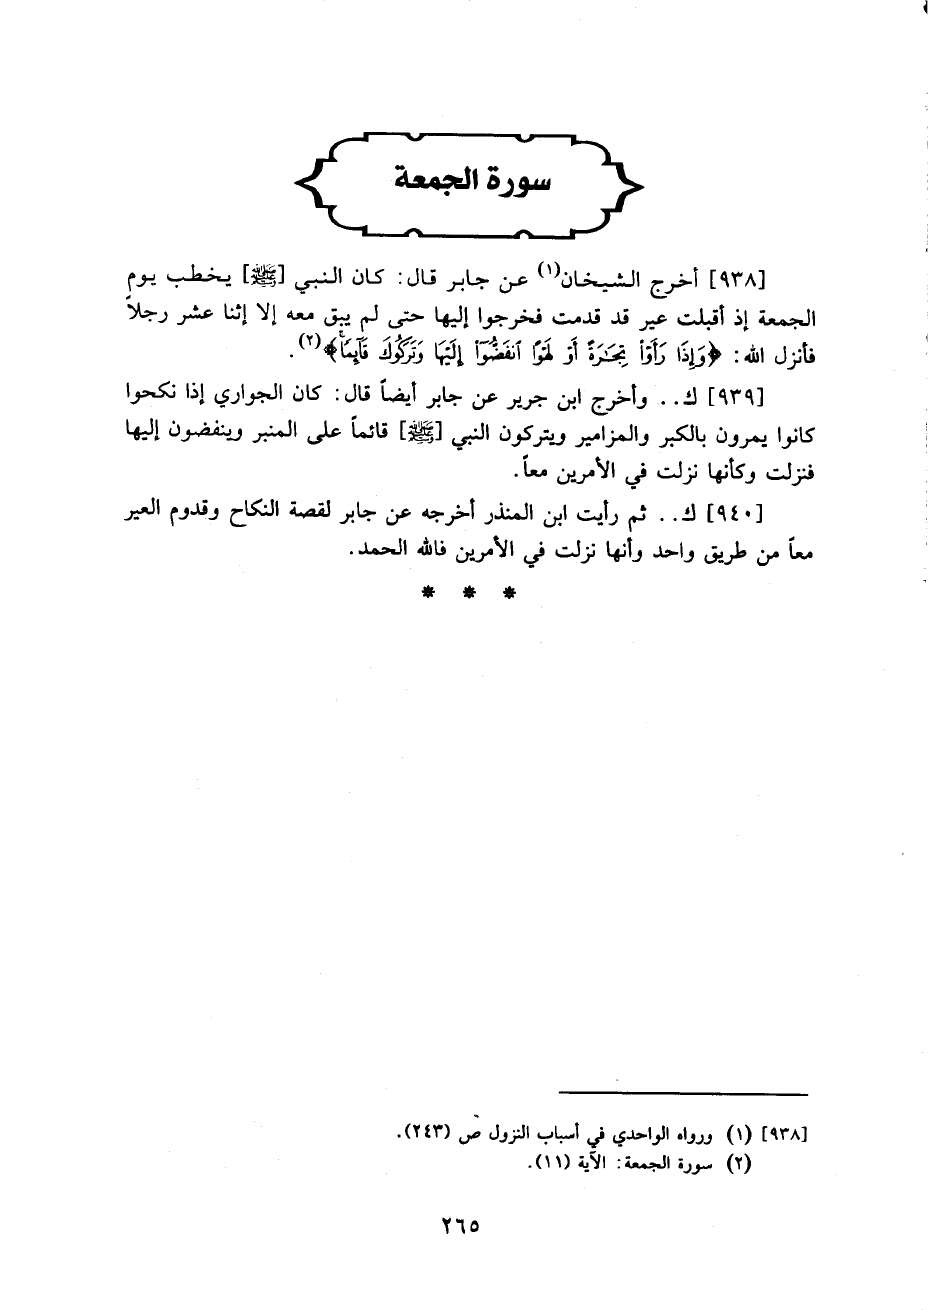 سورة الجمعة
[٩٣٨] أخرج الشيخان(١) عن جابر قال: كان النبي [ﷺ] يخطب يوم
الجمعة إذ أقبلت عير قد قدمت فخرجوا إليها حتى لم يبق معه إلا إثنا عشر رجلاً
فأنزل الله: ﴿وَإِذَا رَأَوْا۟ تِجَـٰرَةً أَوْ لَهْوًا ٱنفَضُّوٓا۟ إِلَيْهَا وَتَرَكُوكَ قَآئِمًا ۚ﴾(٢).
[٩٣٩] ك.. وأخرج ابن جرير عن جابر أيضاً قال: كان الجواري إذا نكحوا
كانوا يمرون بالكبر والمزامير ويتركون النبي [ﷺ] قائماً على المنبر وينفضون إليها
فنزلت وكأنها نزلت في الأمرين معاً.
[٩٤٠] ك.. ثم رأيت ابن المنذر أخرجه عن جابر لقصة النكاح وقدوم العير
معاً من طريق واحد وأنها نزلت في الأمرين فالله الحمد.
* * *
[٩٣٨] (١) ورواه الواحدي في أسباب النزول ص (٢٤٣).
(٢) سورة الجمعة: الآية (١١).
٢٦٥